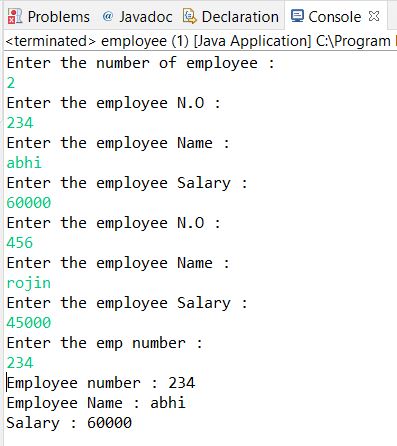 Problems @ Javadoc Declaration Console
<terminated> employee (1) [Java Application] C:\Program
Enter the number of employee :
2
Enter the employee N.O :
234
Enter the employee Name :
abhi
Enter the employee Salary :
60000
Enter the employee N.O :
456
Enter the employee Name :
rojin
Enter the employee Salary :
45000
Enter the emp number :
234
Employee number : 234
Employee Name : abhi
Salary : 60000